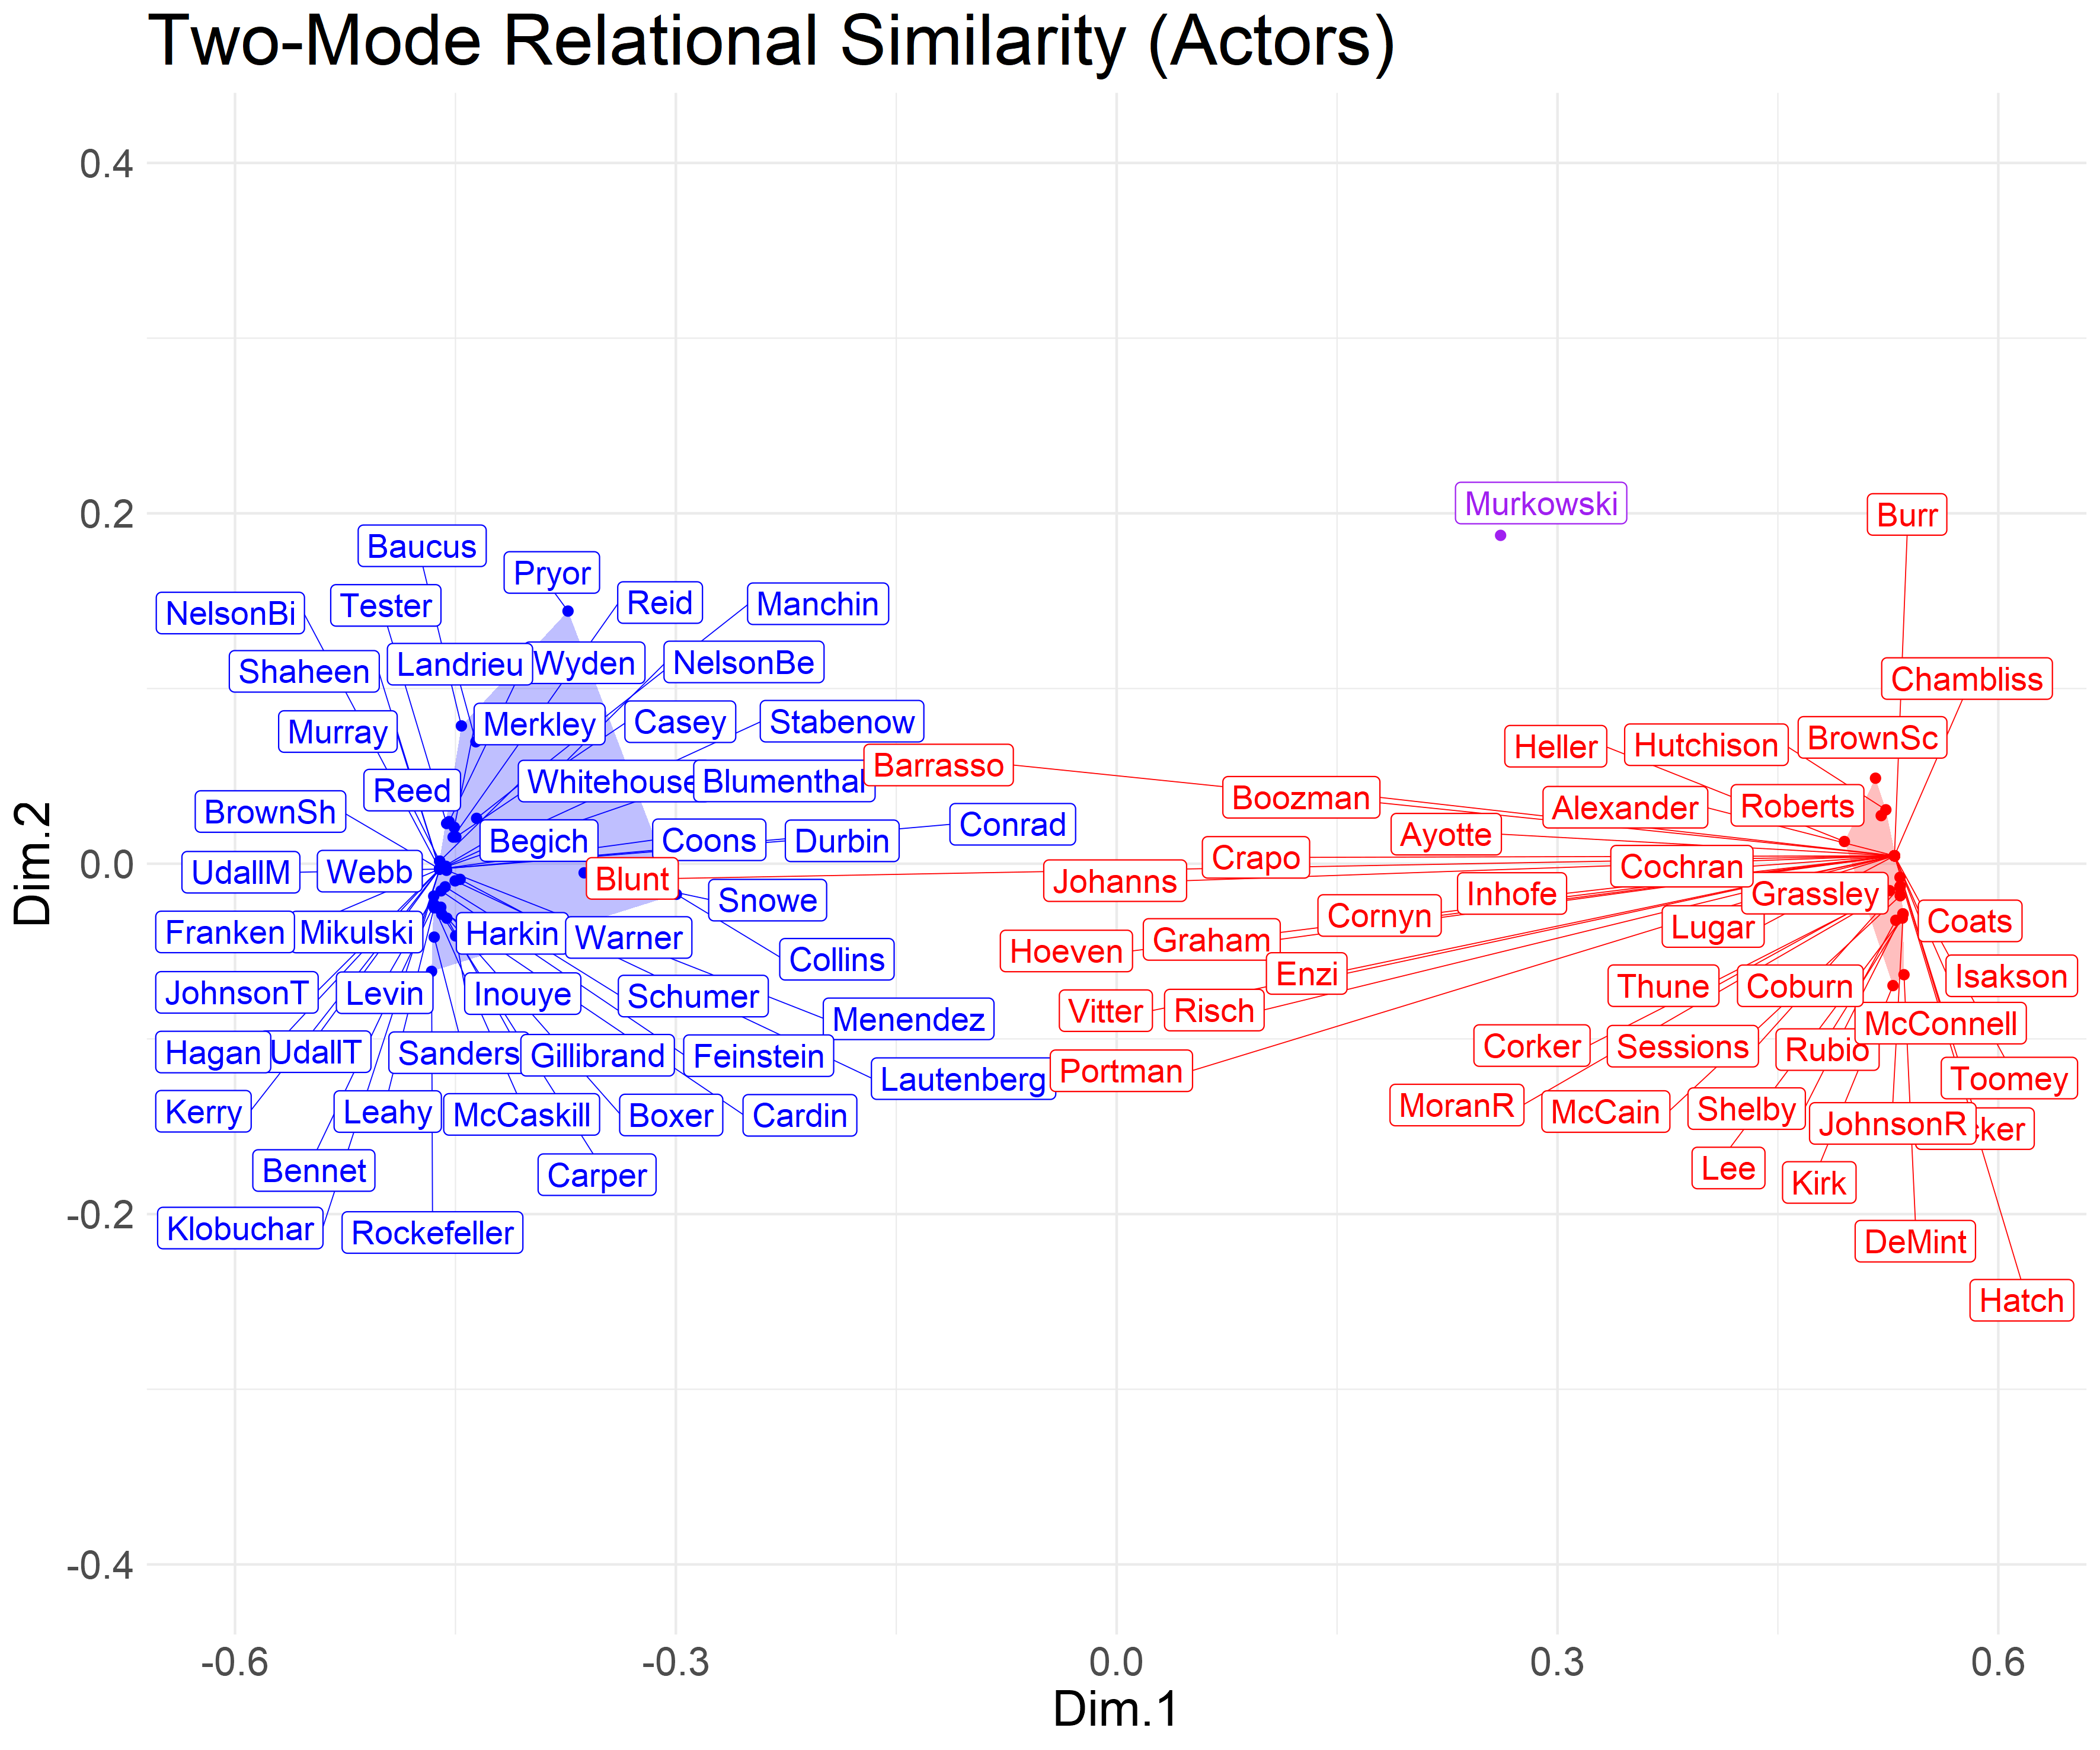 Two-Mode Relational Similarity (Actors)
0.4
0.2
0.0
-0.2
-0.4
Dim.2
Murkowski
Burr
Baucus
Pryor
Tester
Reid
Manchin
NelsonBi
Landrieu
Wyden
NelsonBe
Shaheen
Chambliss
Murray
Merkley
Casey
Stabenow
Heller
Hutchison
BrownSc
Barrasso
Reed
Whitehouse
Blumenthal
Boozman
Alexander
Roberts
BrownSh
Begich
Coons
Durbin
Conrad
Ayotte
UdallM
Webb
Blunt
Johanns
Crapo
Cochran
Inhofe
Grassley
Snowe
Cornyn
Lugar
Coats
Franken
Mikulski
Harkin
Warner
Collins
Hoeven
Graham
Enzi
JohnsonT
Levin
Inouye
Schumer
Menendez
Vitter
Risch
Thune
Coburn
Isakson
McConnell
Hagan
UdallT
Sanders
Gillibrand
Feinstein
Lautenberg
Portman
Corker
Sessions
Rubio
Toomey
Kerry
Leahy
McCaskill
Boxer
Cardin
MoranR
McCain
Shelby
JohnsonR
Bennet
Carper
Lee
Kirk
Klobuchar
Rockefeller
DeMint
Hatch
-0.6
-0.3
0.0
0.3
0.6
Dim.1